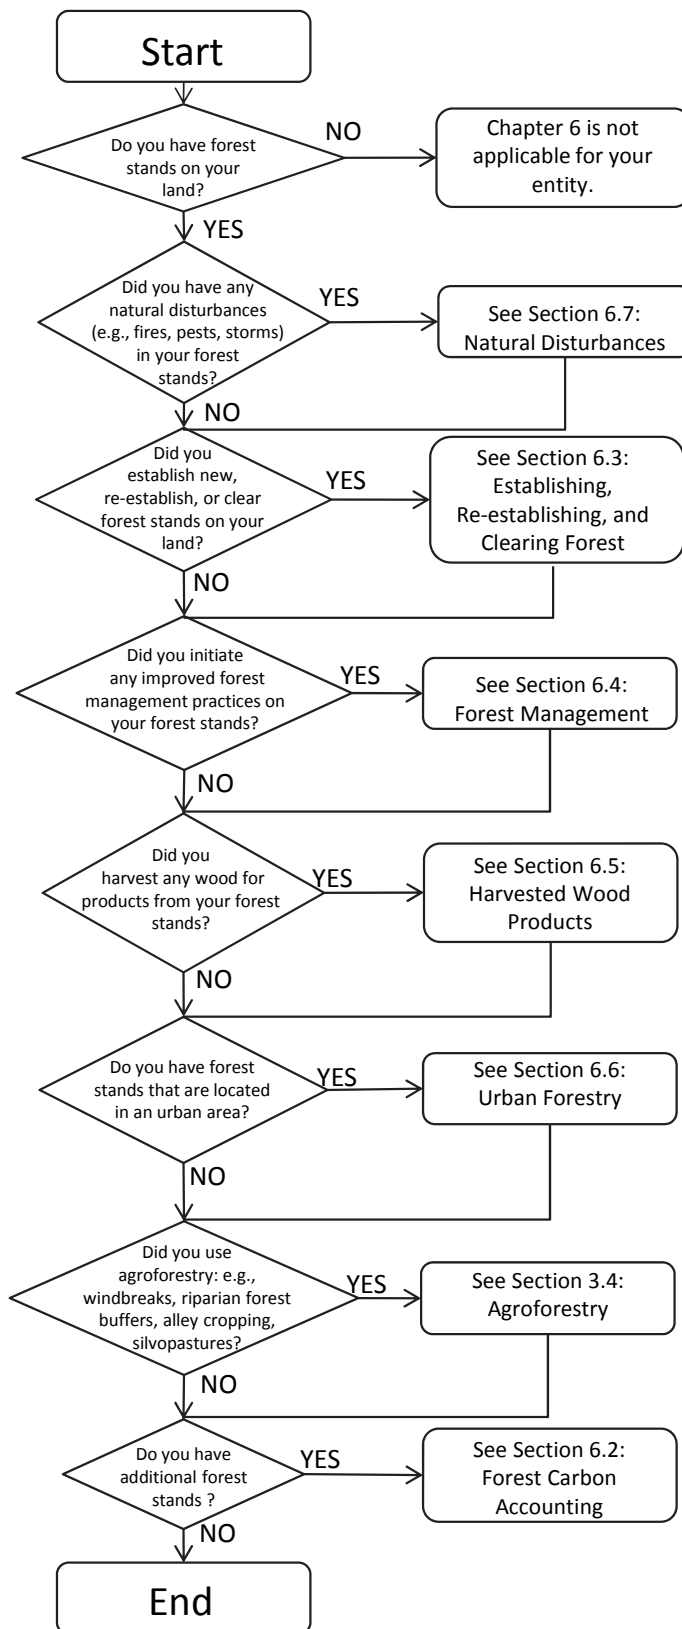 Start
Do you have forest
stands on your
land?
NO
Chapter 6 is not
applicable for your
entity.
YES
Did you have any
natural disturbances
(e.g., fires, pests, storms)
in your forest
stands?
YES
See Section 6.7:
Natural Disturbances
NO
Did you
establish new,
re-establish, or clear
forest stands on your
land?
YES
See Section 6.3:
Establishing,
Re-establishing, and
Clearing Forest
NO
Did you initiate
any improved forest
management practices on
your forest stands?
YES
See Section 6.4:
Forest Management
NO
Did you
harvest any wood for
products from your forest
stands?
YES
See Section 6.5:
Harvested Wood
Products
NO
Do you have forest
stands that are located
in an urban area?
YES
See Section 6.6:
Urban Forestry
NO
Did you use
agroforestry: e.g.,
windbreaks, riparian forest
buffers, alley cropping,
silvopastures?
YES
See Section 3.4:
Agroforestry
NO
Do you have
additional forest
stands ?
YES
See Section 6.2:
Forest Carbon
Accounting
NO
End